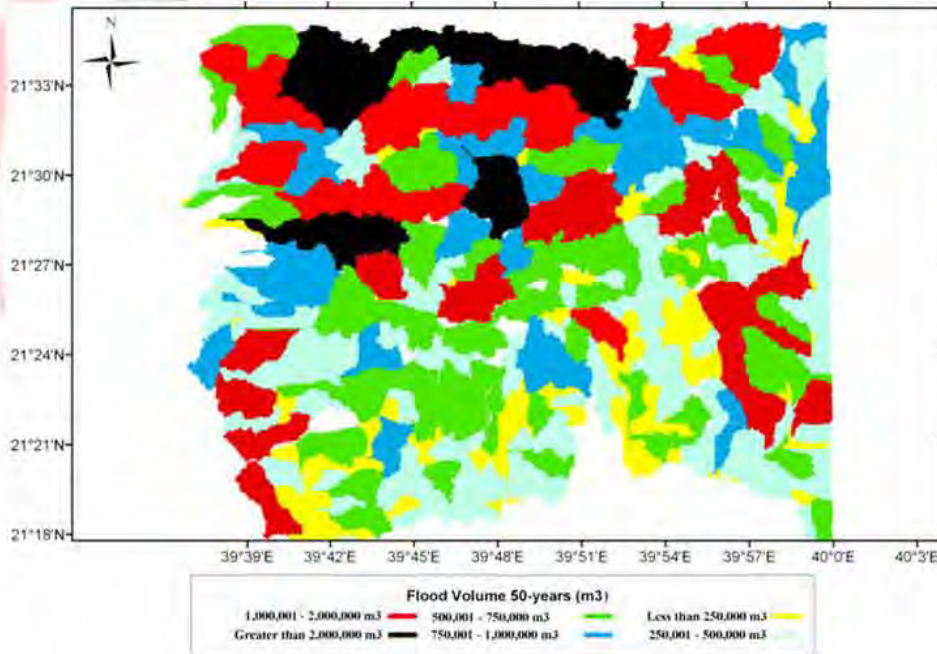 N
21°33'N
21°30'N
21°27'N
21°24'N
21°21'N
21°18'N
39°39'E 39°42'E 39°45'E 39°48'E 39°51'E 39°54'E 39°57'E 40°0'E 40°3'E
Flood Volume 50-years (m3)
1,000,001 - 2,000,000 m3 500,001 - 750,000 m3 Less than 250,000 m3
Greater than 2,000,000 m3 750,001 - 1,000,000 m3 250,001 - 500,000 m3